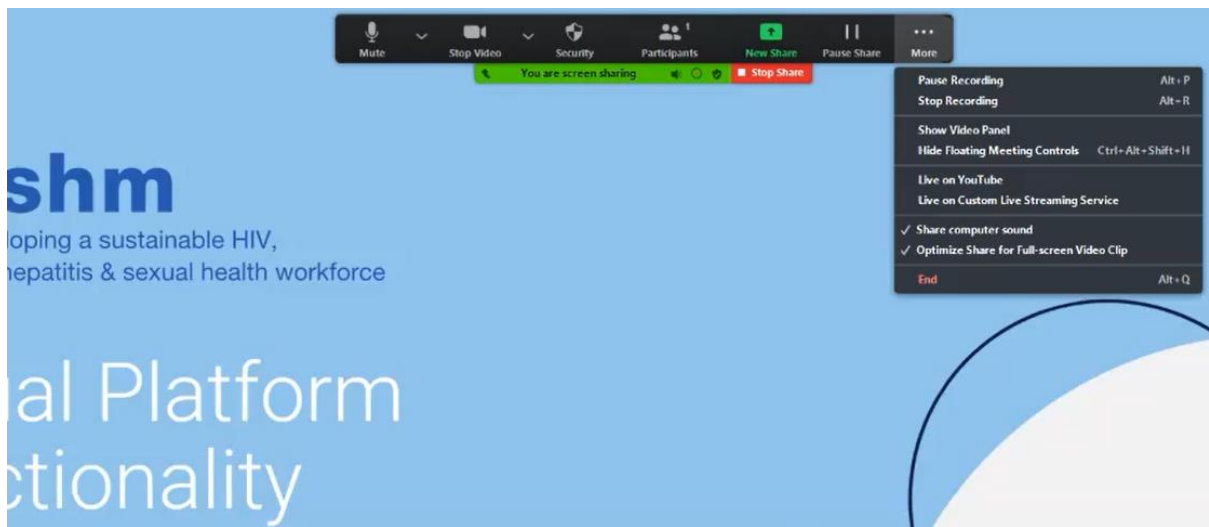 1
Mute Stop Video Security Participants New Share Pause Share More
You are screen sharing Stop Share
Pause Recording Alt+P
Stop Recording Alt+R
Show Video Panel
Hide Floating Meeting Controls Ctrl+Alt+Shift+H
Live on YouTube
Live on Custom Live Streaming Service
Share computer sound
Optimize Share for Full-screen Video Clip
End Alt+Q
shm
loping a sustainable HIV,
hepatitis & sexual health workforce
al Platform
ctionality